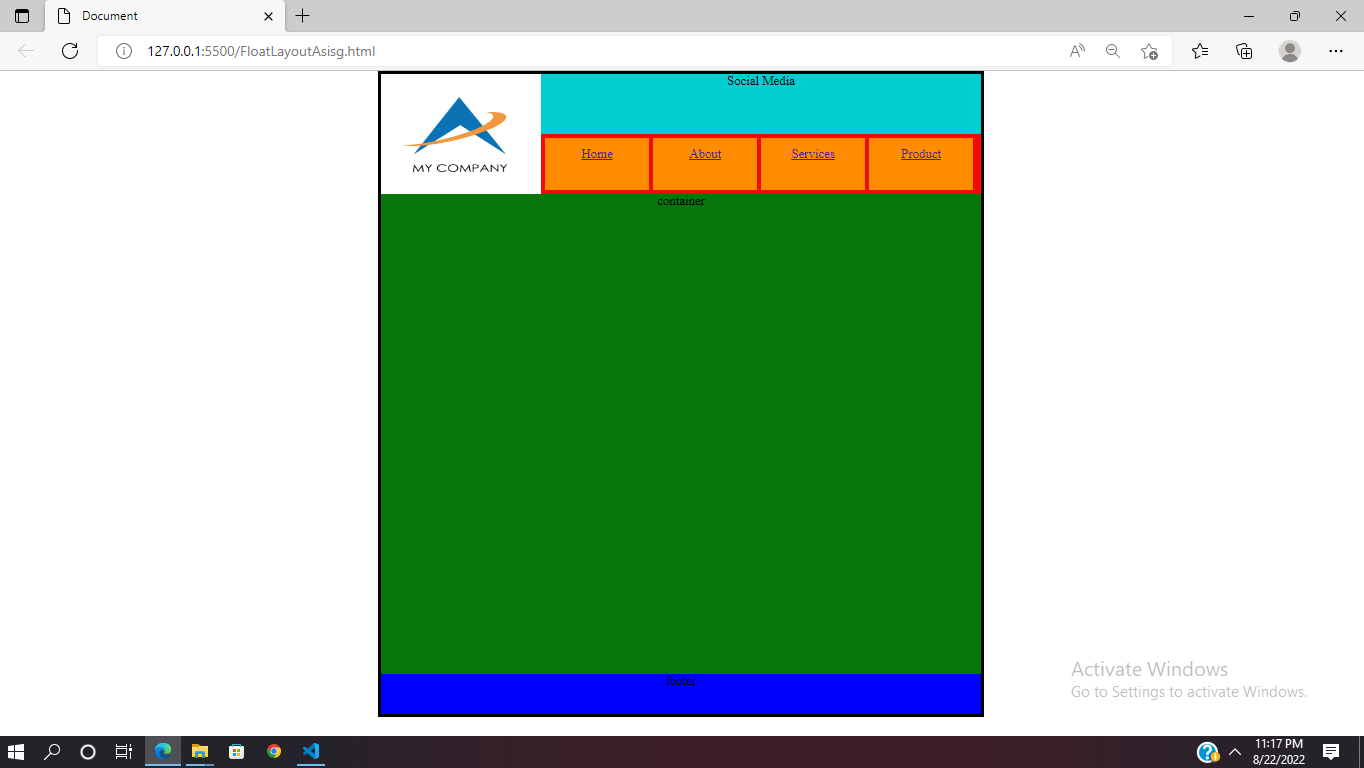 Document
127.0.0.1:5500/FloatLayoutAsisg.html
Social Media
MY COMPANY
Home About Services Product
container
footer
Activate Windows
Go to Settings to activate Windows.
11:17 PM
8/22/2022